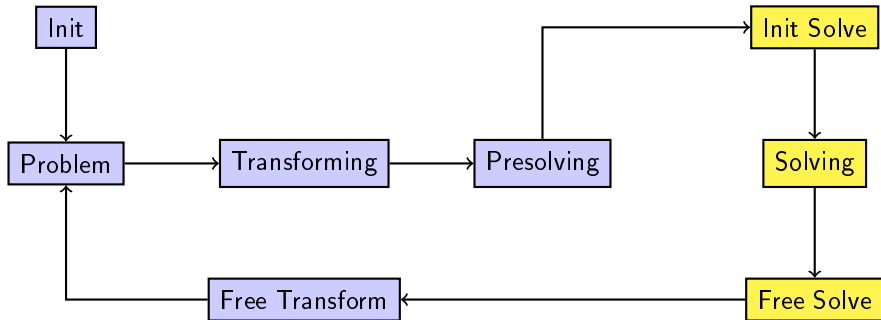 Init
Init Solve
Problem
Transforming
Presolving
Solving
Free Transform
Free Solve